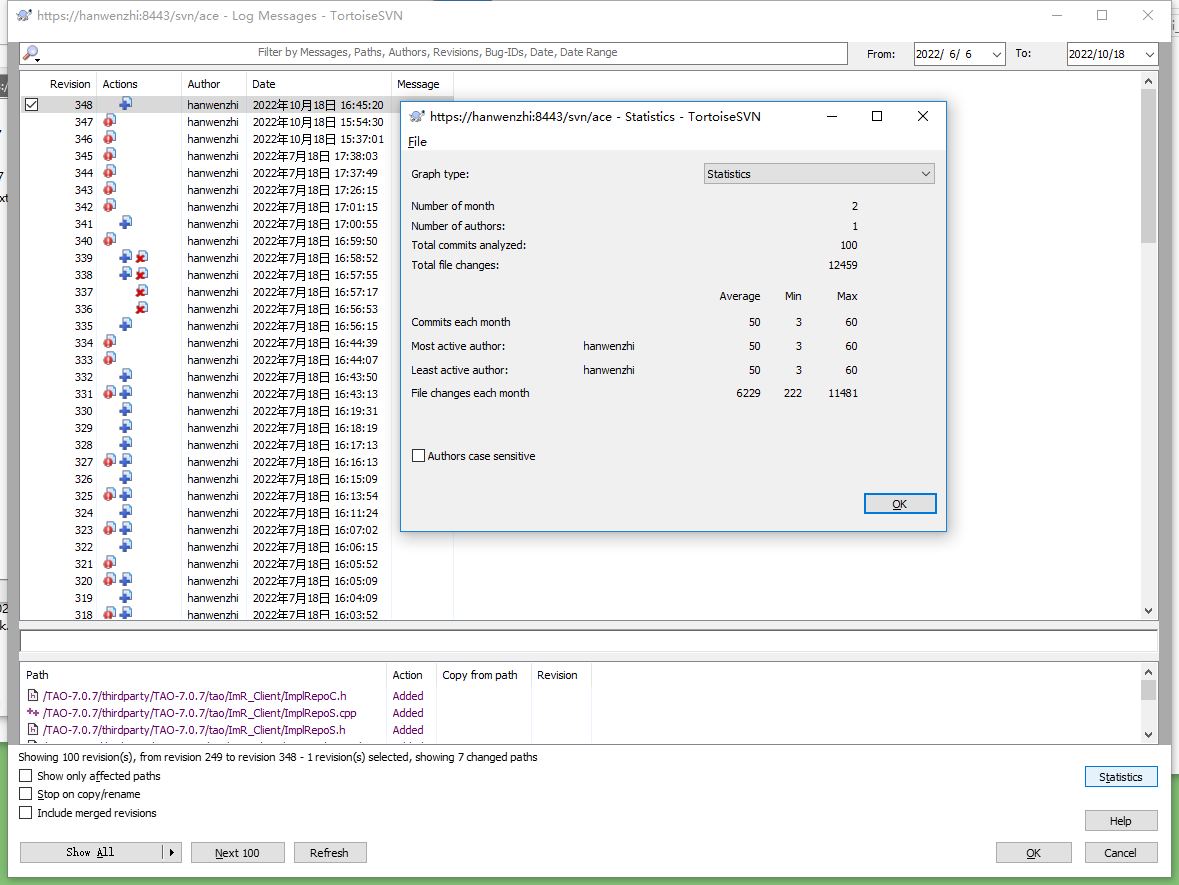 https://hanwenzhi:8443/svn/ace - Log Messages - TortoiseSVN
Filter by Messages, Paths, Authors, Revisions, Bug-IDs, Date, Date Range
From: 2022/ 6/ 6 To: 2022/10/18
Revision Actions Author Date Message
348 hanwenzhi 2022年10月18日 16:45:20
347 hanwenzhi 2022年10月18日 15:54:30
346 hanwenzhi 2022年10月18日 15:37:01
345 hanwenzhi 2022年7月18日 17:38:03
344 hanwenzhi 2022年7月18日 17:37:49
343 hanwenzhi 2022年7月18日 17:26:15
342 hanwenzhi 2022年7月18日 17:01:15
341 hanwenzhi 2022年7月18日 17:00:55
340 hanwenzhi 2022年7月18日 16:59:50
339 hanwenzhi 2022年7月18日 16:58:52
338 hanwenzhi 2022年7月18日 16:57:55
337 hanwenzhi 2022年7月18日 16:57:17
336 hanwenzhi 2022年7月18日 16:56:53
335 hanwenzhi 2022年7月18日 16:56:15
334 hanwenzhi 2022年7月18日 16:44:39
333 hanwenzhi 2022年7月18日 16:44:07
332 hanwenzhi 2022年7月18日 16:43:50
331 hanwenzhi 2022年7月18日 16:43:13
330 hanwenzhi 2022年7月18日 16:19:31
329 hanwenzhi 2022年7月18日 16:18:19
328 hanwenzhi 2022年7月18日 16:17:13
327 hanwenzhi 2022年7月18日 16:16:13
326 hanwenzhi 2022年7月18日 16:15:09
325 hanwenzhi 2022年7月18日 16:13:54
324 hanwenzhi 2022年7月18日 16:11:24
323 hanwenzhi 2022年7月18日 16:07:02
322 hanwenzhi 2022年7月18日 16:06:15
321 hanwenzhi 2022年7月18日 16:05:52
320 hanwenzhi 2022年7月18日 16:05:09
319 hanwenzhi 2022年7月18日 16:04:09
318 hanwenzhi 2022年7月18日 16:03:52
https://hanwenzhi:8443/svn/ace - Statistics - TortoiseSVN
File
Graph type: Statistics
Number of month 2
Number of authors: 1
Total commits analyzed: 100
Total file changes: 12459
Average Min Max
Commits each month 50 3 60
Most active author: hanwenzhi 50 3 60
Least active author: hanwenzhi 50 3 60
File changes each month 6229 222 11481
Authors case sensitive
OK
Path Action Copy from path Revision
/TAO-7.0.7/thirdparty/TAO-7.0.7/tao/ImR_Client/ImplRepoC.h Added
/TAO-7.0.7/thirdparty/TAO-7.0.7/tao/ImR_Client/ImplRepoS.cpp Added
/TAO-7.0.7/thirdparty/TAO-7.0.7/tao/ImR_Client/ImplRepoS.h Added
Showing 100 revision(s), from revision 249 to revision 348 - 1 revision(s) selected, showing 7 changed paths
Show only affected paths
Stop on copy/rename
Include merged revisions
Statistics
Help
Show All Next 100 Refresh OK Cancel